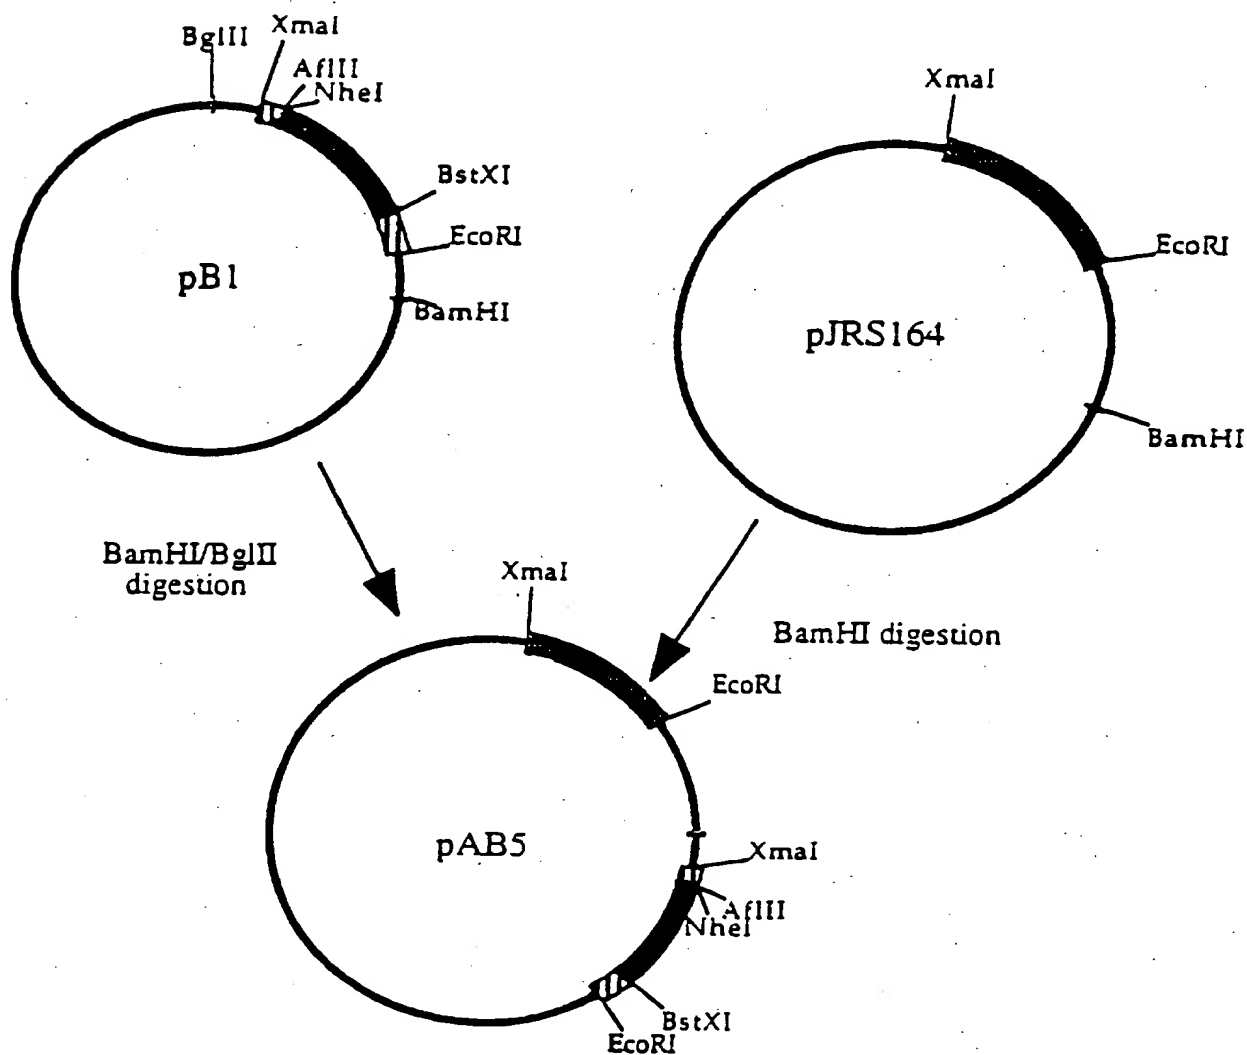 BglII
XmaI
AflII
NheI
BstXI
EcoRI
BamHI
pB1
XmaI
EcoRI
pJRS164
BamHI
BamHI/BglII
digestion
BamHI digestion
XmaI
EcoRI
pAB5
XmaI
AflII
NheI
BstXI
EcoRI